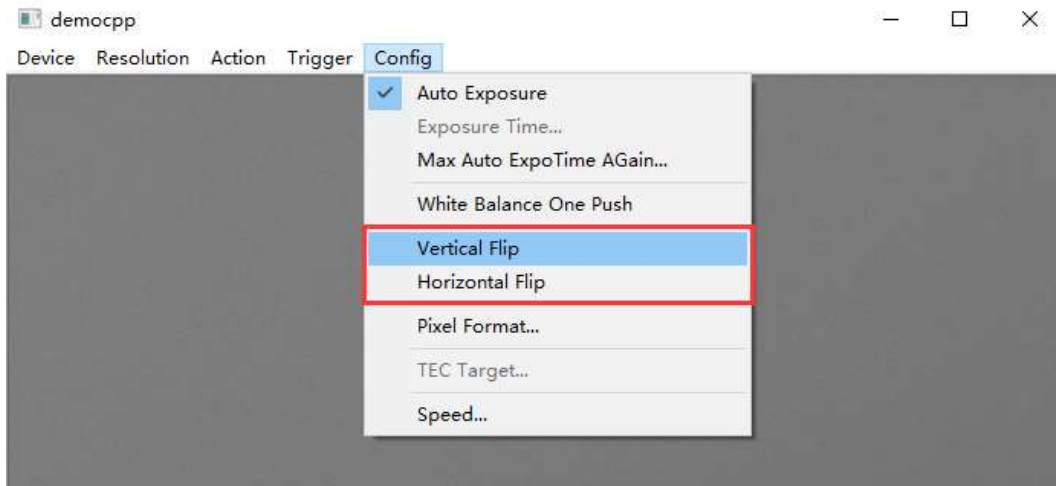 democpp
Device Resolution Action Trigger Config
Auto Exposure
Exposure Time...
Max Auto ExpoTime AGain...
White Balance One Push
Vertical Flip
Horizontal Flip
Pixel Format...
TEC Target...
Speed...